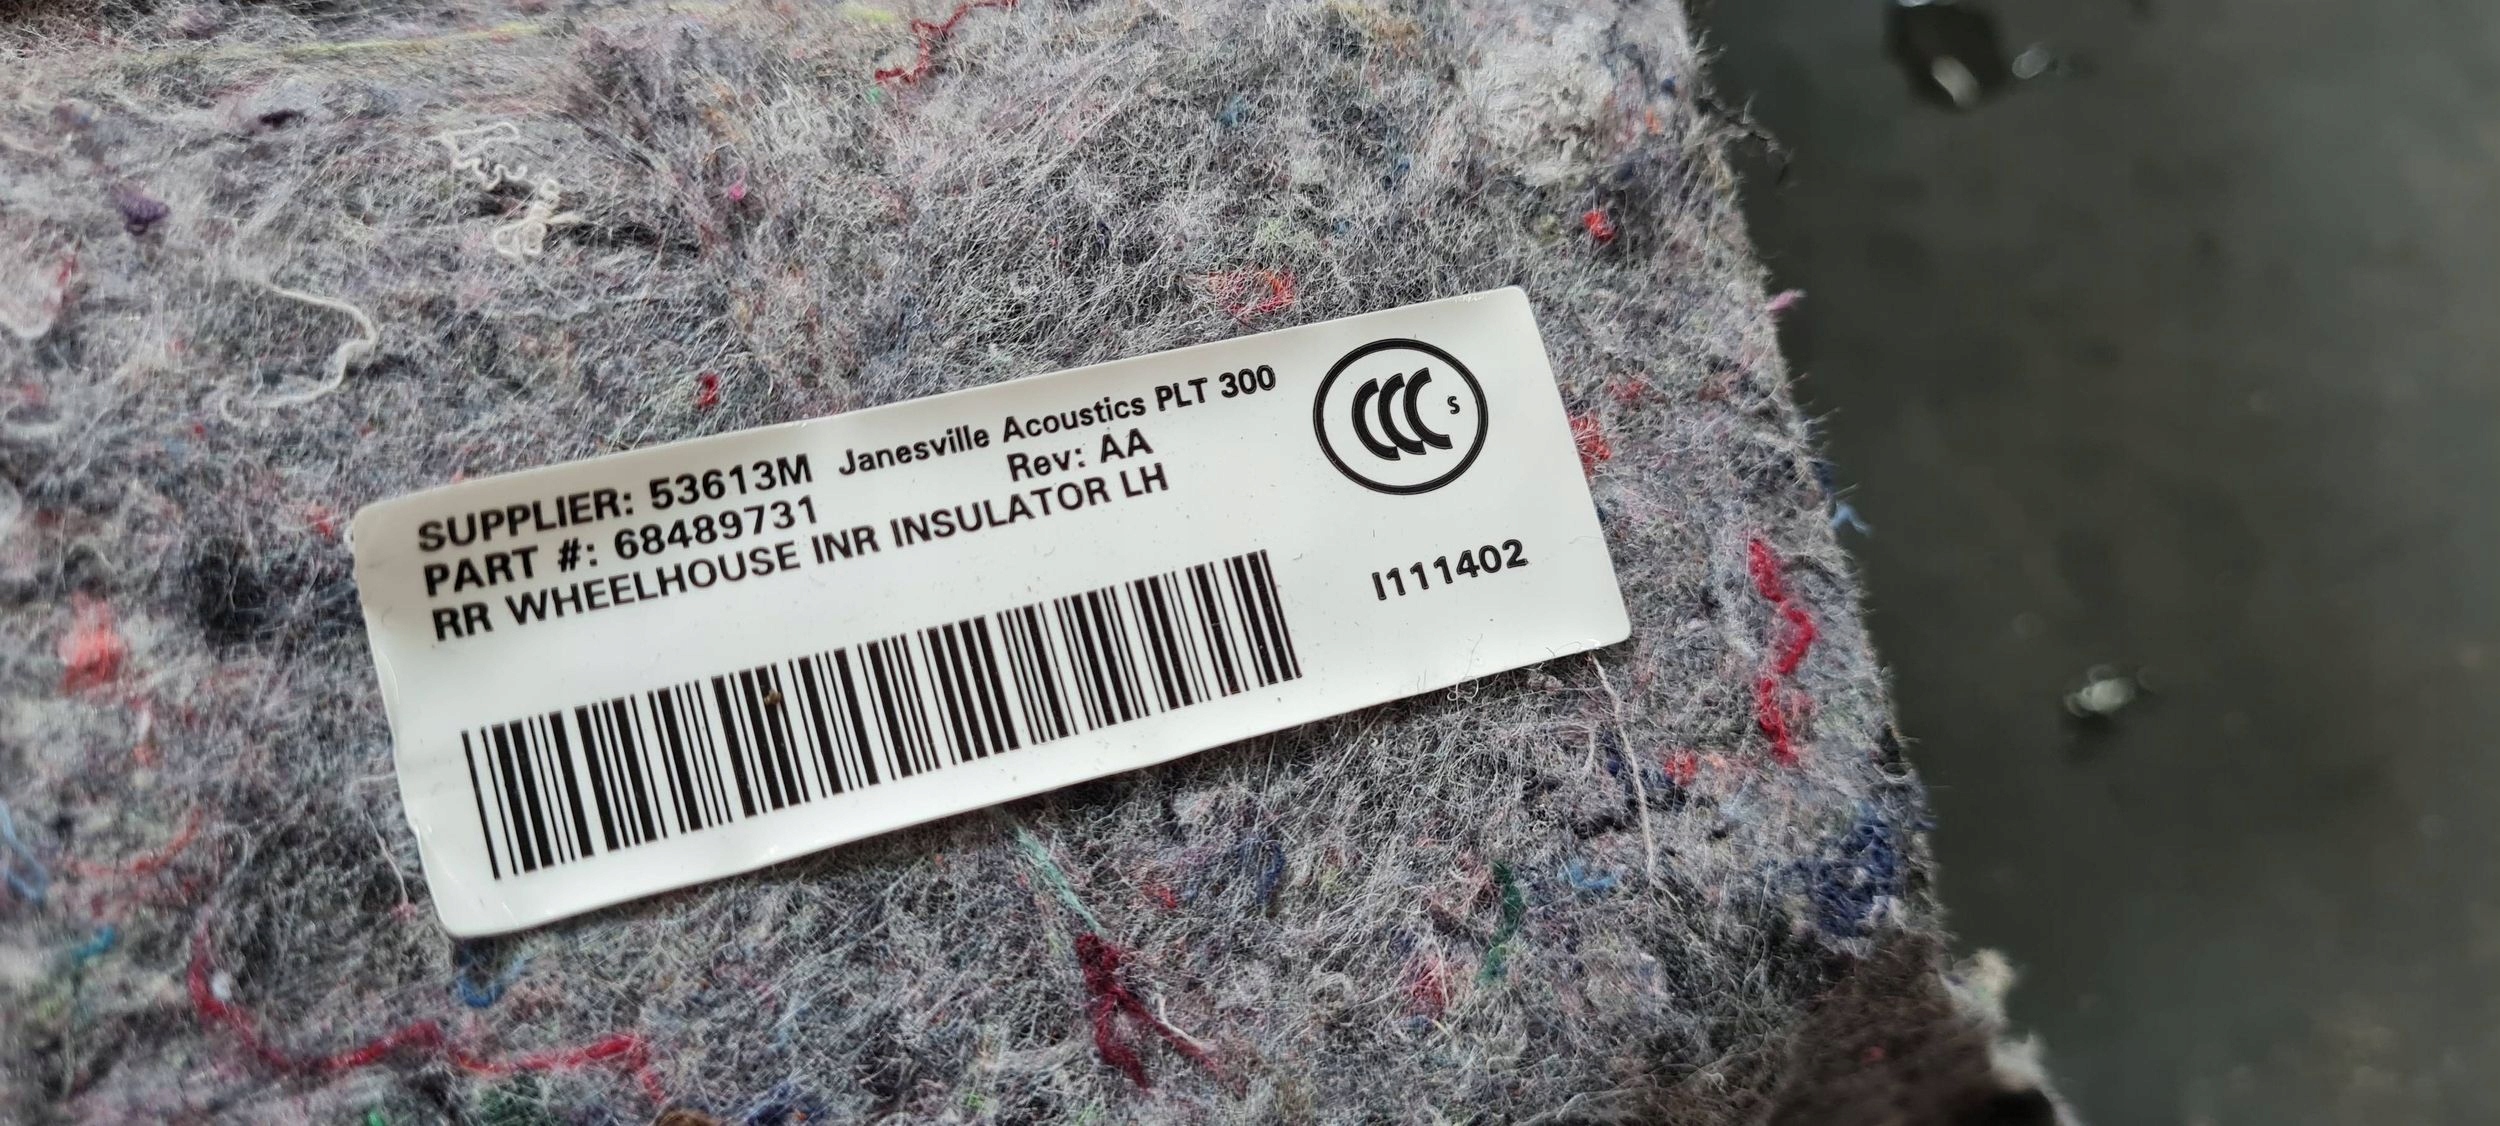 SUPPLIER: 53613M Janesville Acoustics PLT 300
PART #: 68489731 Rev: AA
RR WHEELHOUSE INR INSULATOR LH
CCC S
I111402